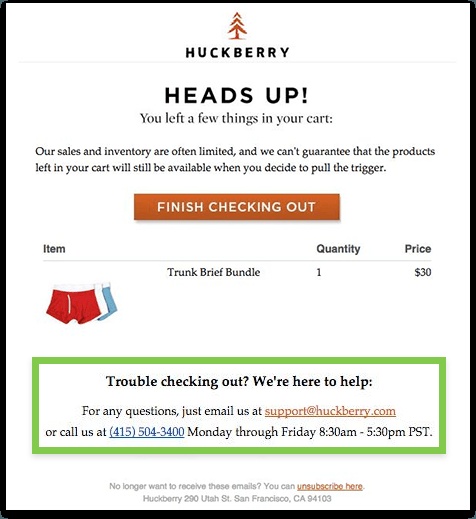 HUCKBERRY
HEADS UP!
You left a few things in your cart:
Our sales and inventory are often limited, and we can't guarantee that the products
left in your cart will still be available when you decide to pull the trigger.
FINISH CHECKING OUT
Item Quantity Price
Trunk Brief Bundle 1 $30
Trouble checking out? We're here to help:
For any questions, just email us at support@huckberry.com
or call us at (415) 504-3400 Monday through Friday 8:30am - 5:30pm PST.
No longer want to receive these emails? You can unsubscribe here.
Huckberry 290 Utah St. San Francisco, CA 94103